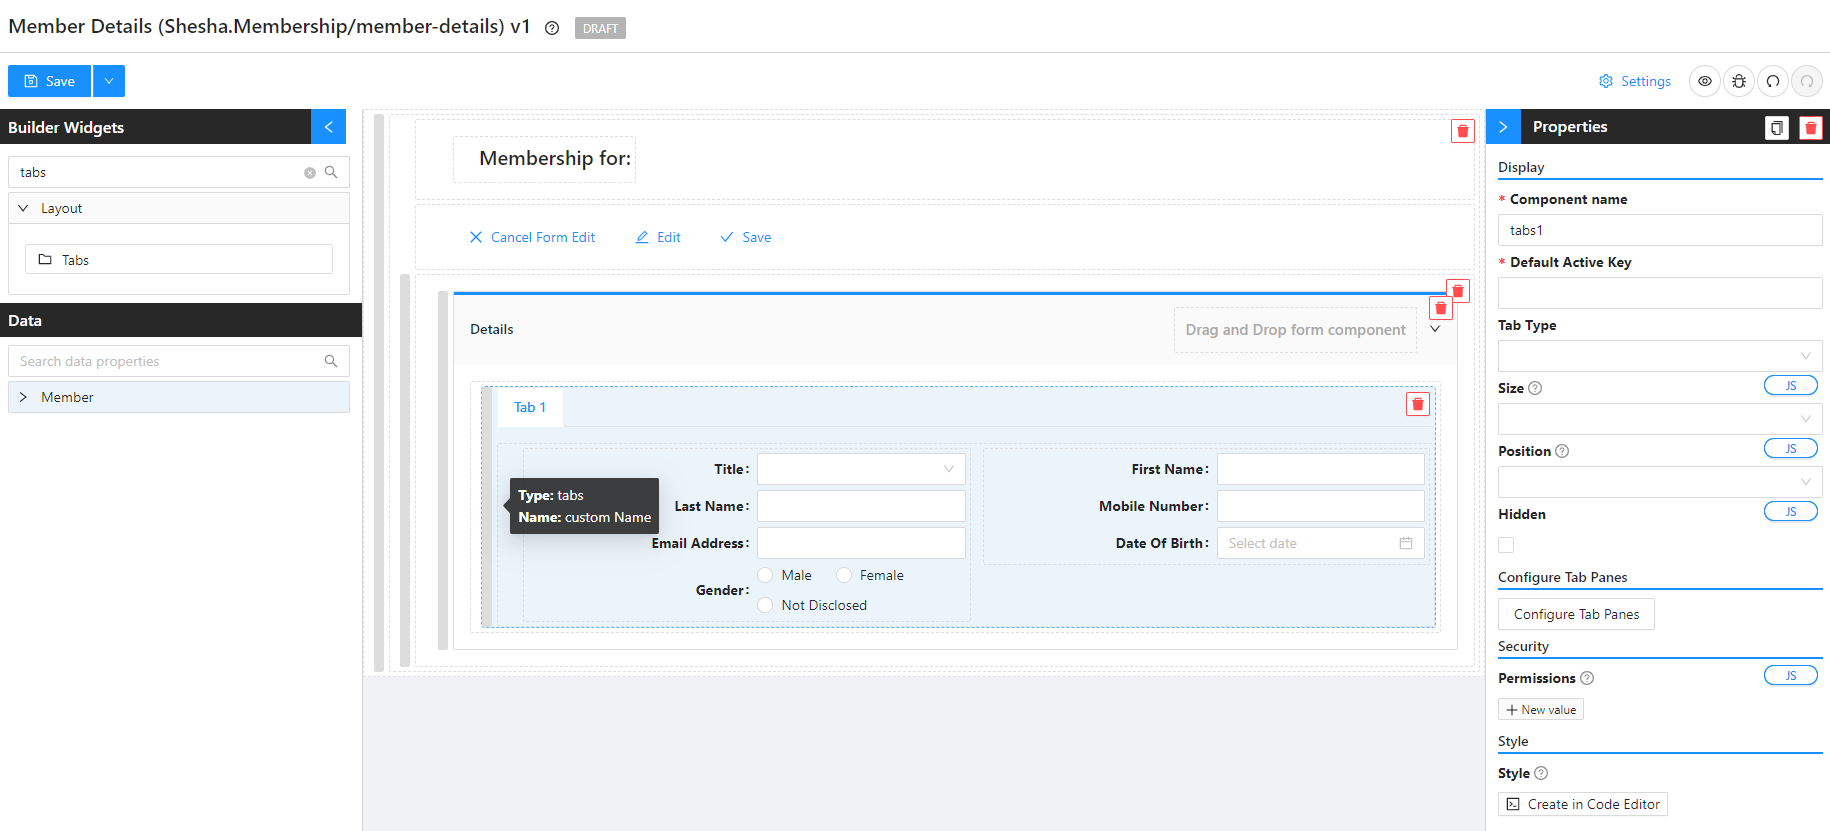 Member Details (Shesha.Membership/member-details) v1 DRAFT
Save
Settings
Builder Widgets
tabs
Layout
Tabs
Data
Search data properties
Member
Membership for:
Cancel Form Edit
Edit
Save
Details
Drag and Drop form component
Tab 1
Title:
First Name:
Last Name:
Mobile Number:
Email Address:
Date Of Birth:
Select date
Gender:
Male
Female
Not Disclosed
Type: tabs
Name: custom Name
Properties
Display
* Component name
tabs1
* Default Active Key
Tab Type
Size
JS
Position
JS
Hidden
JS
Configure Tab Panes
Configure Tab Panes
Security
Permissions
JS
New value
Style
Style
Create in Code Editor